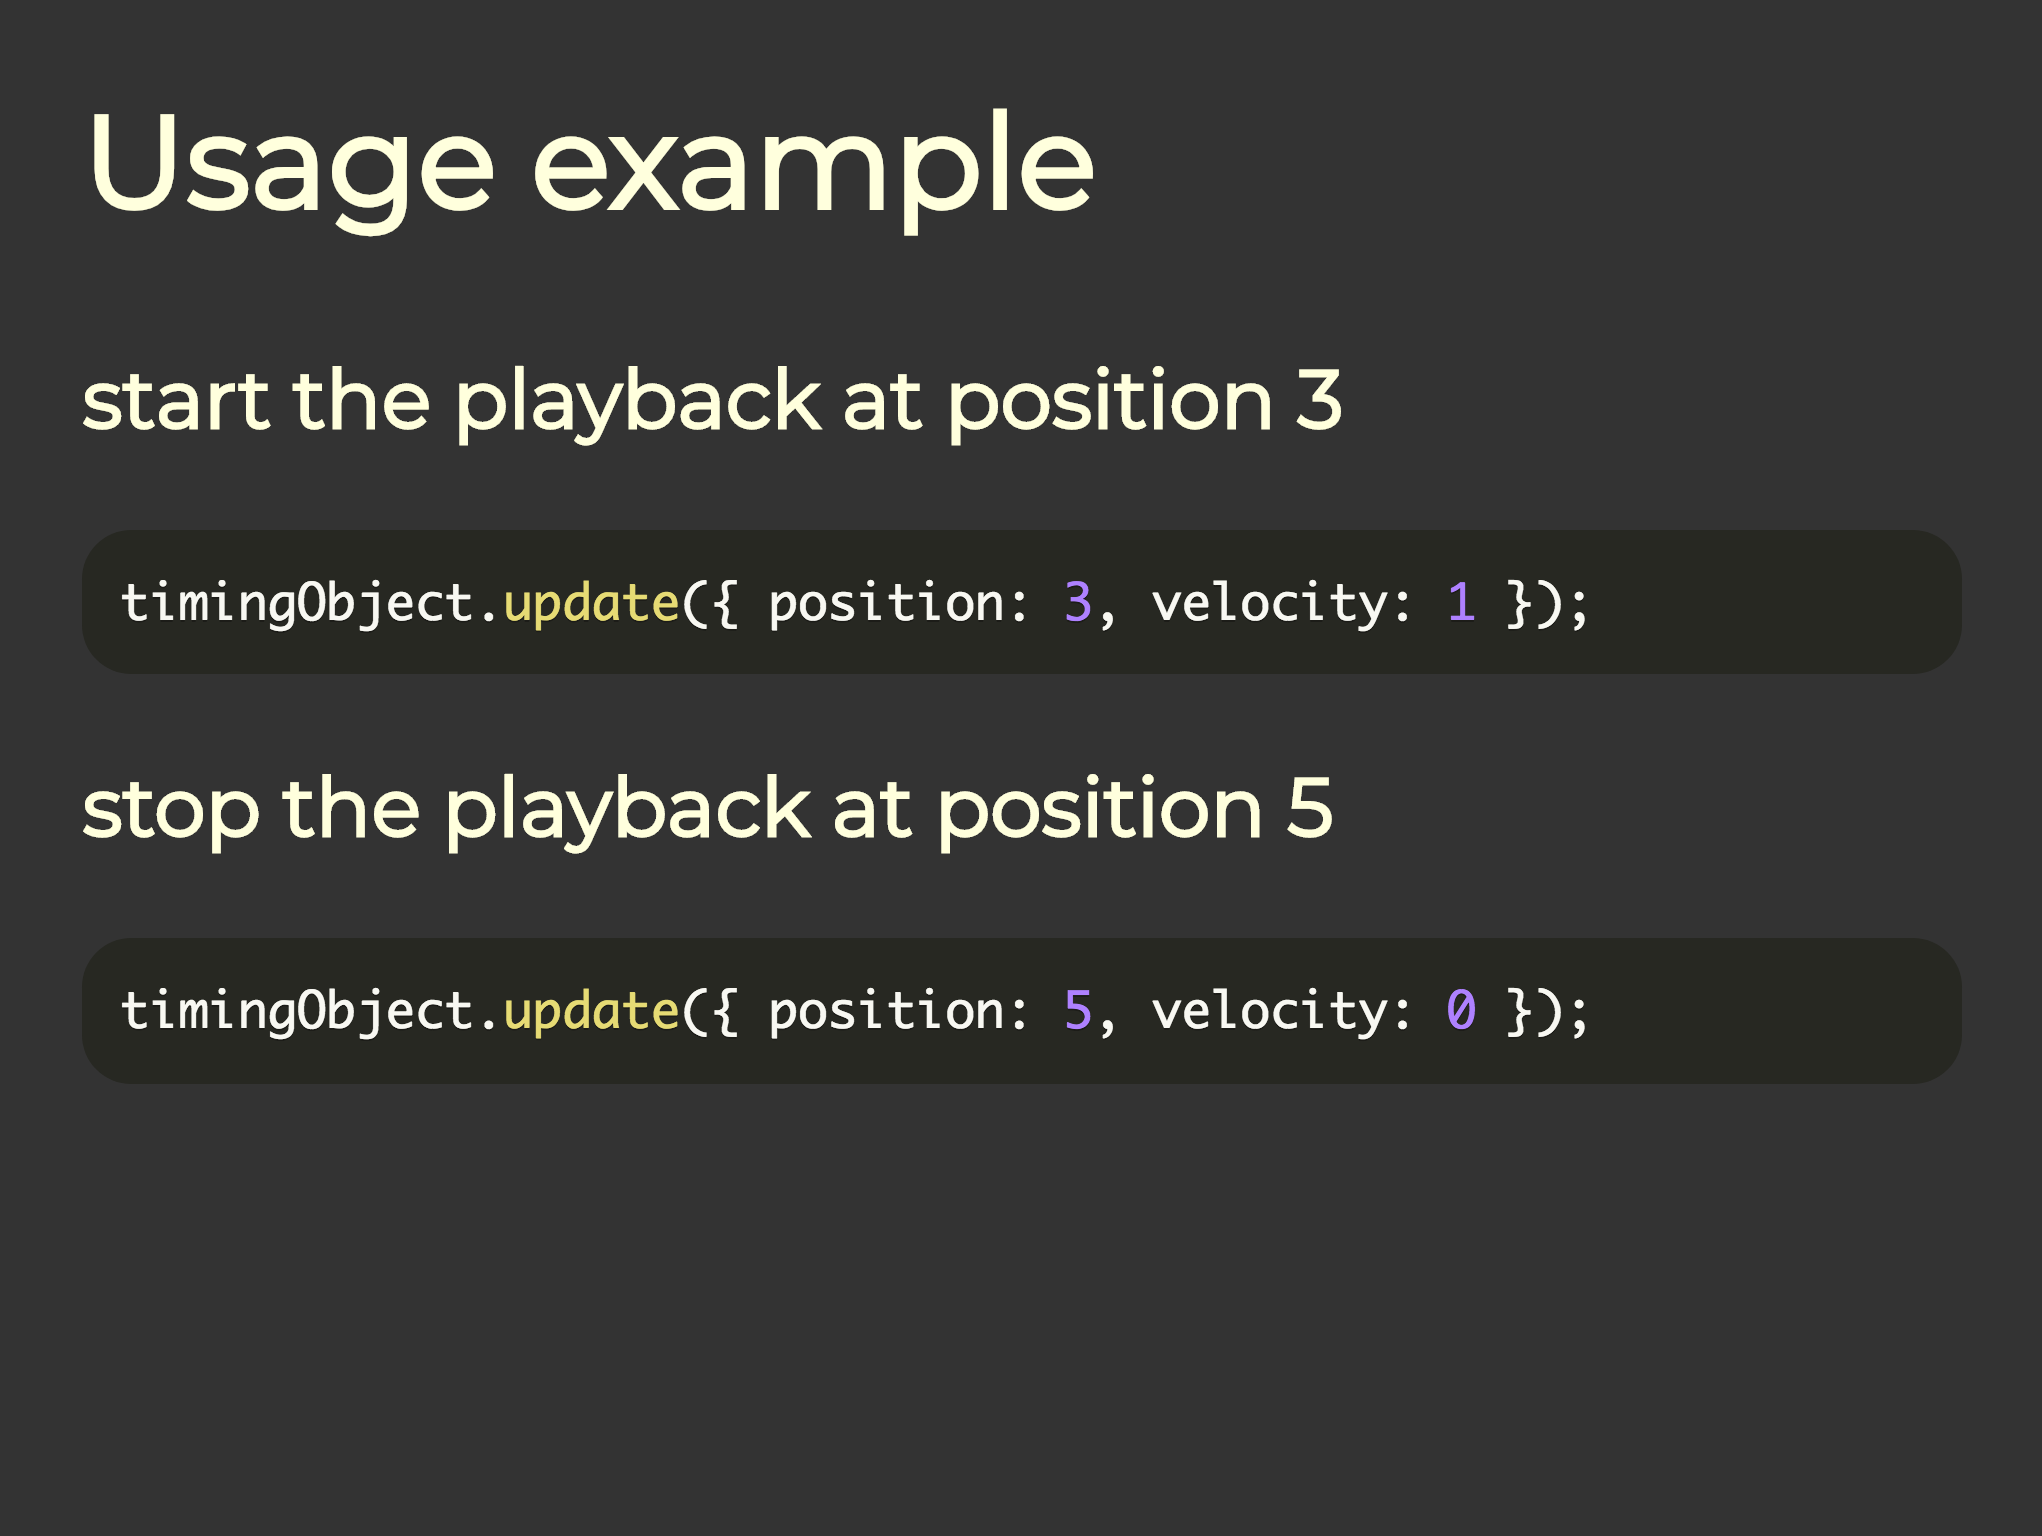 Usage example
start the playback at position 3
timingObject.update({ position: 3, velocity: 1 });
stop the playback at position 5
timingObject.update({ position: 5, velocity: 0 });